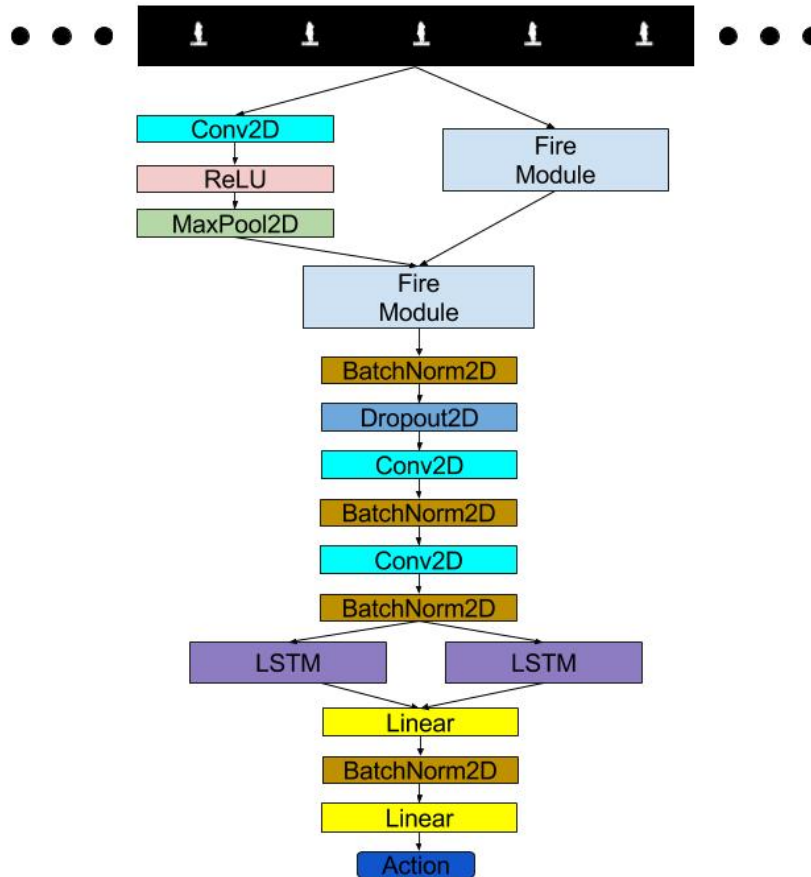 Conv2D
ReLU
MaxPool2D
Fire
Module
Fire
Module
BatchNorm2D
Dropout2D
Conv2D
BatchNorm2D
Conv2D
BatchNorm2D
LSTM
LSTM
Linear
BatchNorm2D
Linear
Action